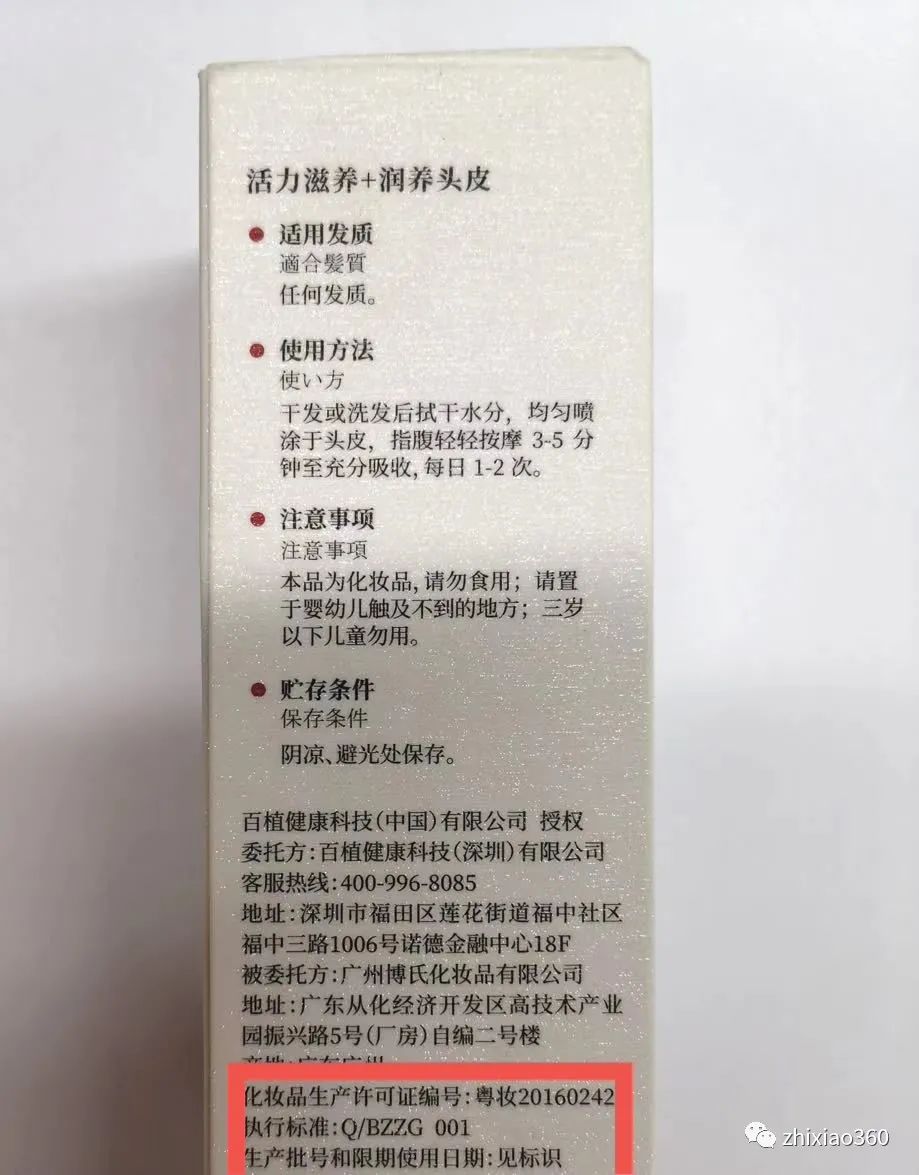 活力滋养+润养头皮
适用发质
適合髪質
任何发质。
使用方法
使い方
干发或洗发后拭干水分，均匀喷
涂于头皮，指腹轻轻按摩 3-5 分
钟至充分吸收，每日 1-2 次。
注意事项
注意事項
本品为化妆品，请勿食用；请置
于婴幼儿触及不到的地方；三岁
以下儿童勿用。
贮存条件
保存条件
阴凉、避光处保存。
百植健康科技(中国)有限公司 授权
委托方:百植健康科技(深圳)有限公司
客服热线:400-996-8085
地址:深圳市福田区莲花街道福中社区
福中三路1006号诺德金融中心18F
被委托方:广州博氏化妆品有限公司
地址:广东从化经济开发区高技术产业
园振兴路5号(厂房)自编二号楼
产地:广东广州
化妆品生产许可证编号:粤妆20160242
执行标准:Q/BZZG 001
生产批号和限期使用日期:见标识
zhixiao360